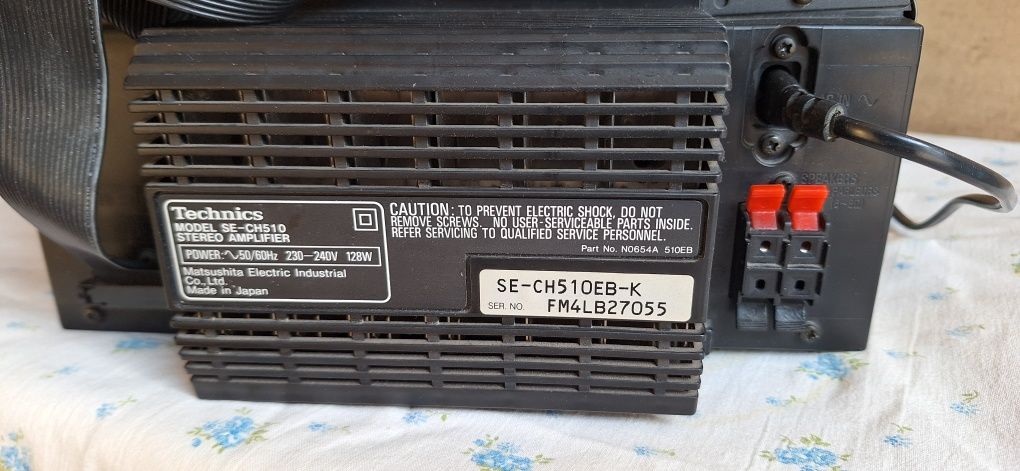 Technics
MODEL SE-CH510
STEREO AMPLIFIER
POWER:∿50/60Hz 230-240V 128W
Matsushita Electric Industrial
Co.,Ltd.
Made in Japan
CAUTION: TO PREVENT ELECTRIC SHOCK, DO NOT
REMOVE SCREWS. NO USER-SERVICEABLE PARTS INSIDE.
REFER SERVICING TO QUALIFIED SERVICE PERSONNEL.
Part No. N0654A 510EB
SE-CH510EB-K
SER NO. FM4LB27055
IN ∿
SPEAKERS